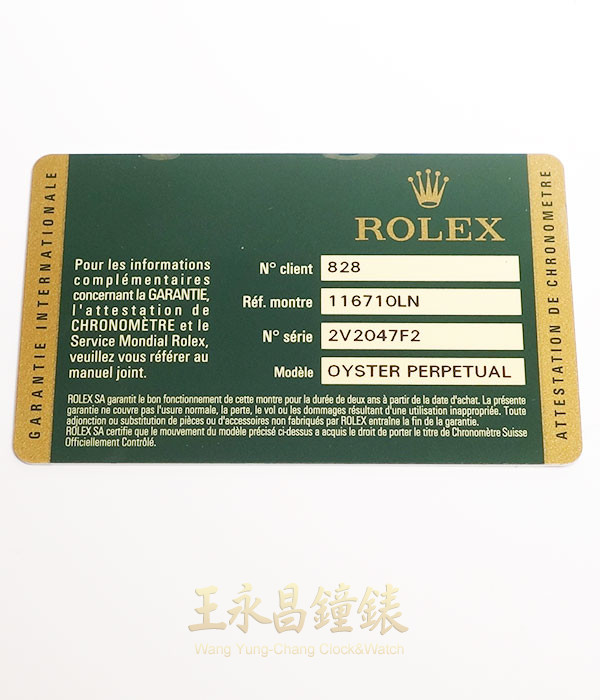 GARANTIE INTERNATIONALE
ROLEX
Pour les informations
complémentaires
concernant la GARANTIE,
l'attestation de
CHRONOMÈTRE et le
Service Mondial Rolex,
veuillez vous référer au
manuel joint.
N° client 828
Réf. montre 116710LN
N° série 2V2047F2
Modèle OYSTER PERPETUAL
ROLEX SA garantit le bon fonctionnement de cette montre pour la durée de deux ans à partir de la date d'achat. La présente
garantie ne couvre pas l'usure normale, la perte, le vol ou les dommages résultant d'une utilisation inappropriée. Toute
adjonction ou substitution de pièces ou d'accessoires non fabriqués par ROLEX entraîne la fin de la garantie.
ROLEX SA certifie que le mouvement du modèle précisé ci-dessus a acquis le droit de porter le titre de Chronomètre Suisse
Officiellement Contrôlé.
ATTESTATION DE CHRONOMETRE
王永昌鐘錶
Wang Yung-Chang Clock&Watch